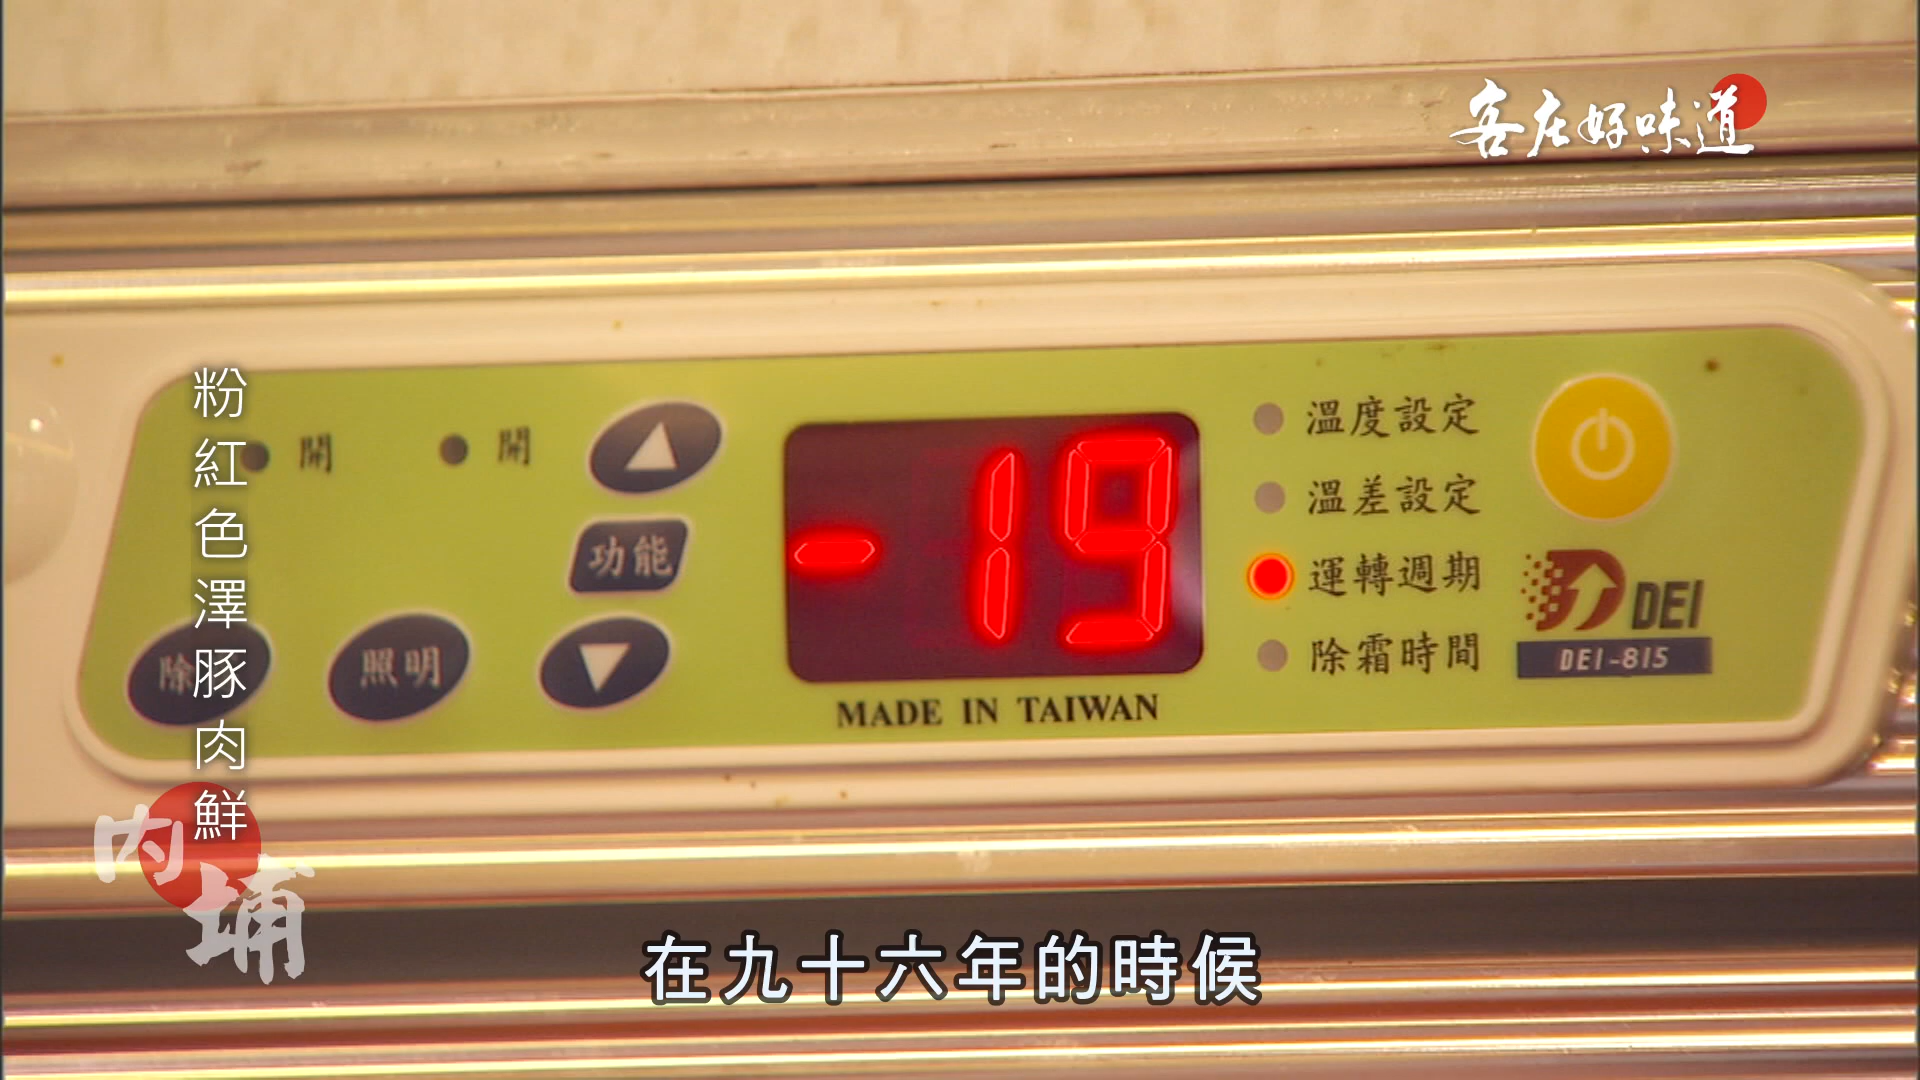 客庄好味道
粉紅色澤豚肉鮮
內埔
開
開
功能
除
照明
-19
MADE IN TAIWAN
溫度設定
溫差設定
運轉週期
除霜時間
DEI
DEI-815
在九十六年的時候